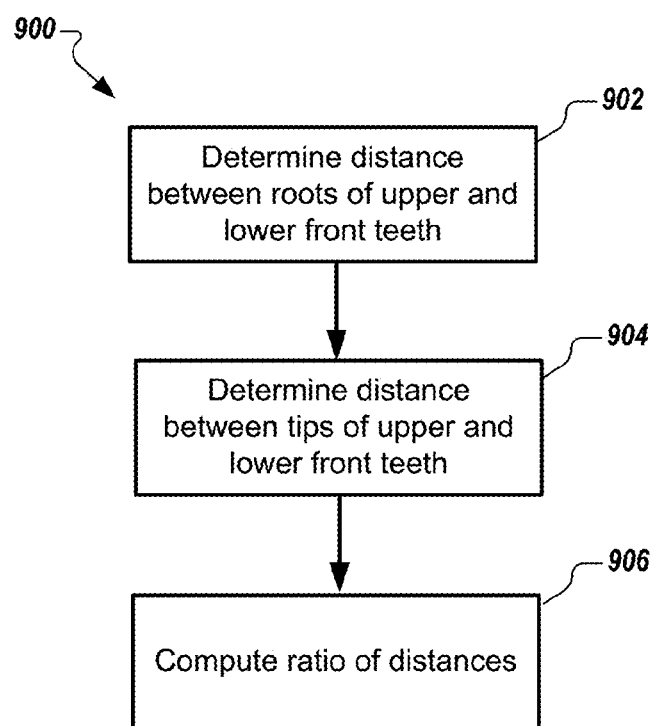 900
902
Determine distance
between roots of upper and
lower front teeth
904
Determine distance
between tips of upper and
lower front teeth
906
Compute ratio of distances